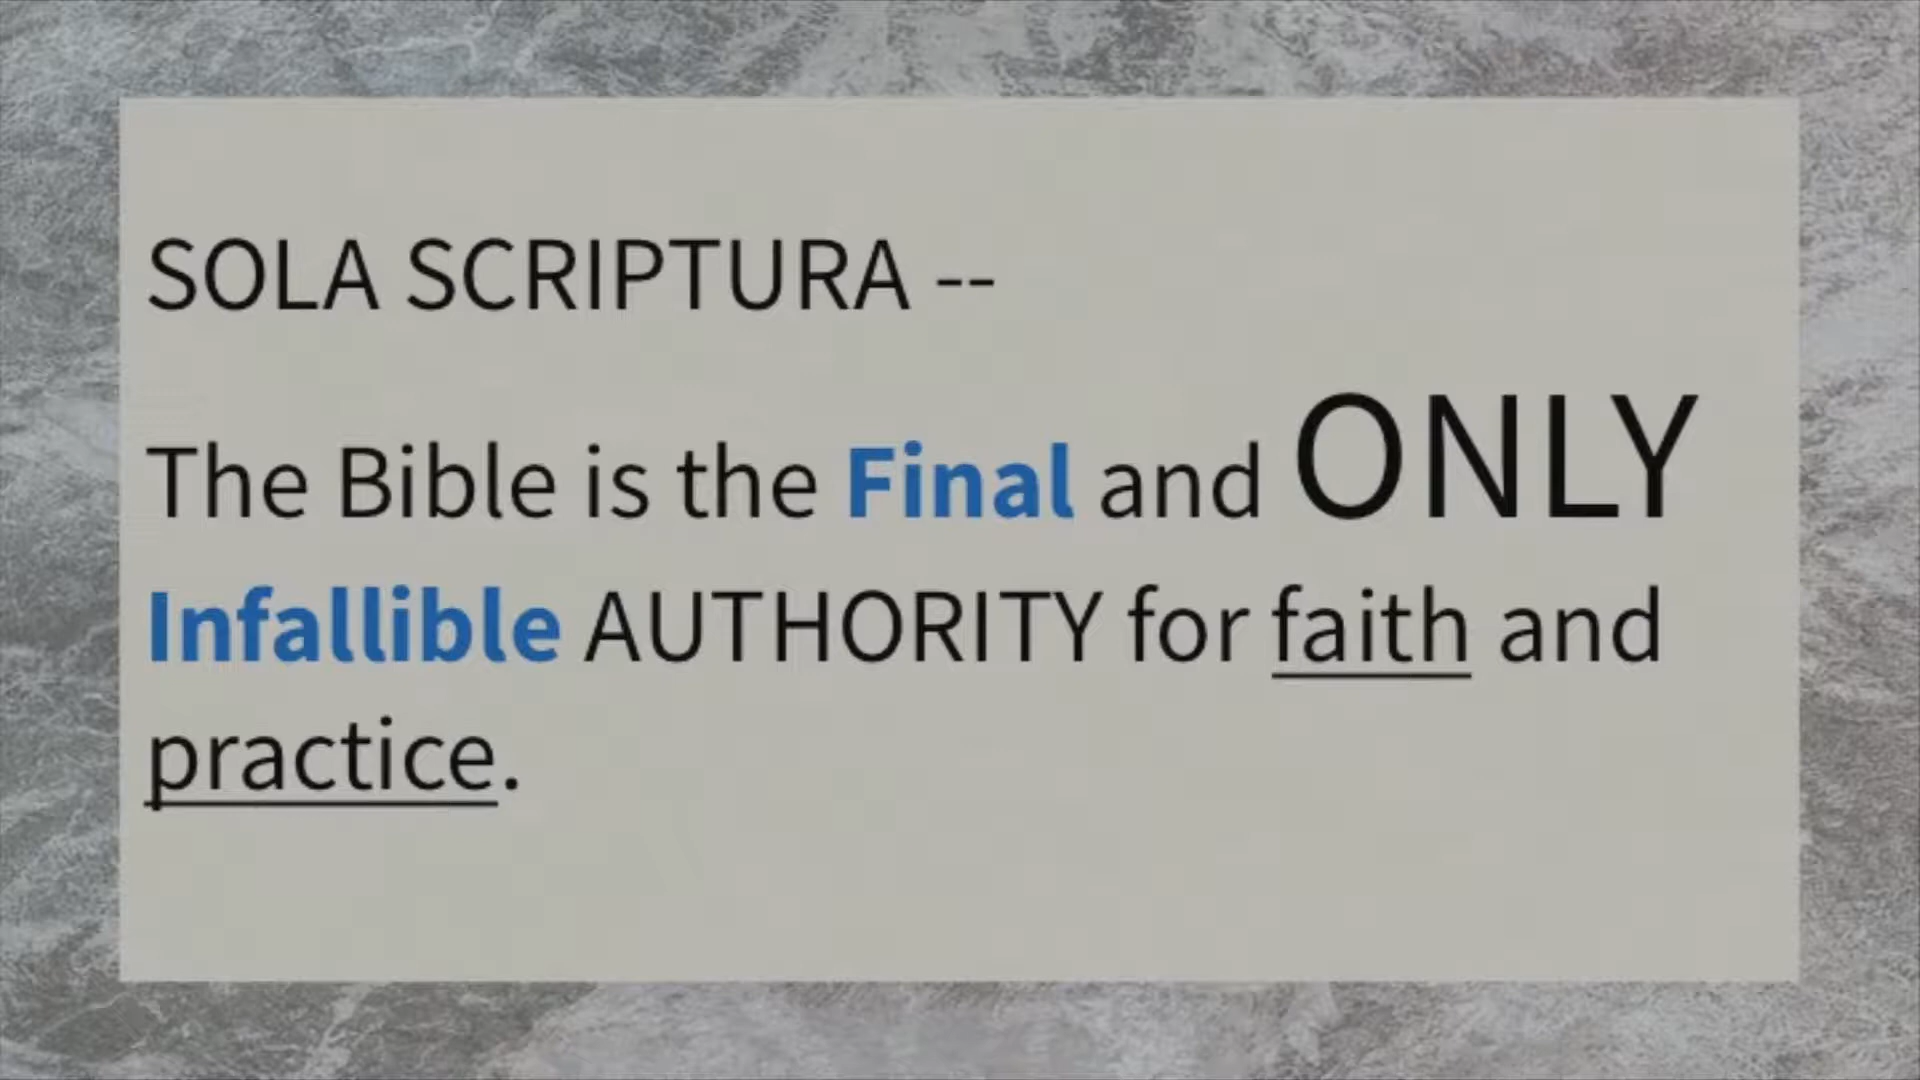 SOLA SCRIPTURA --
The Bible is the Final and ONLY
Infallible AUTHORITY for faith and
practice.